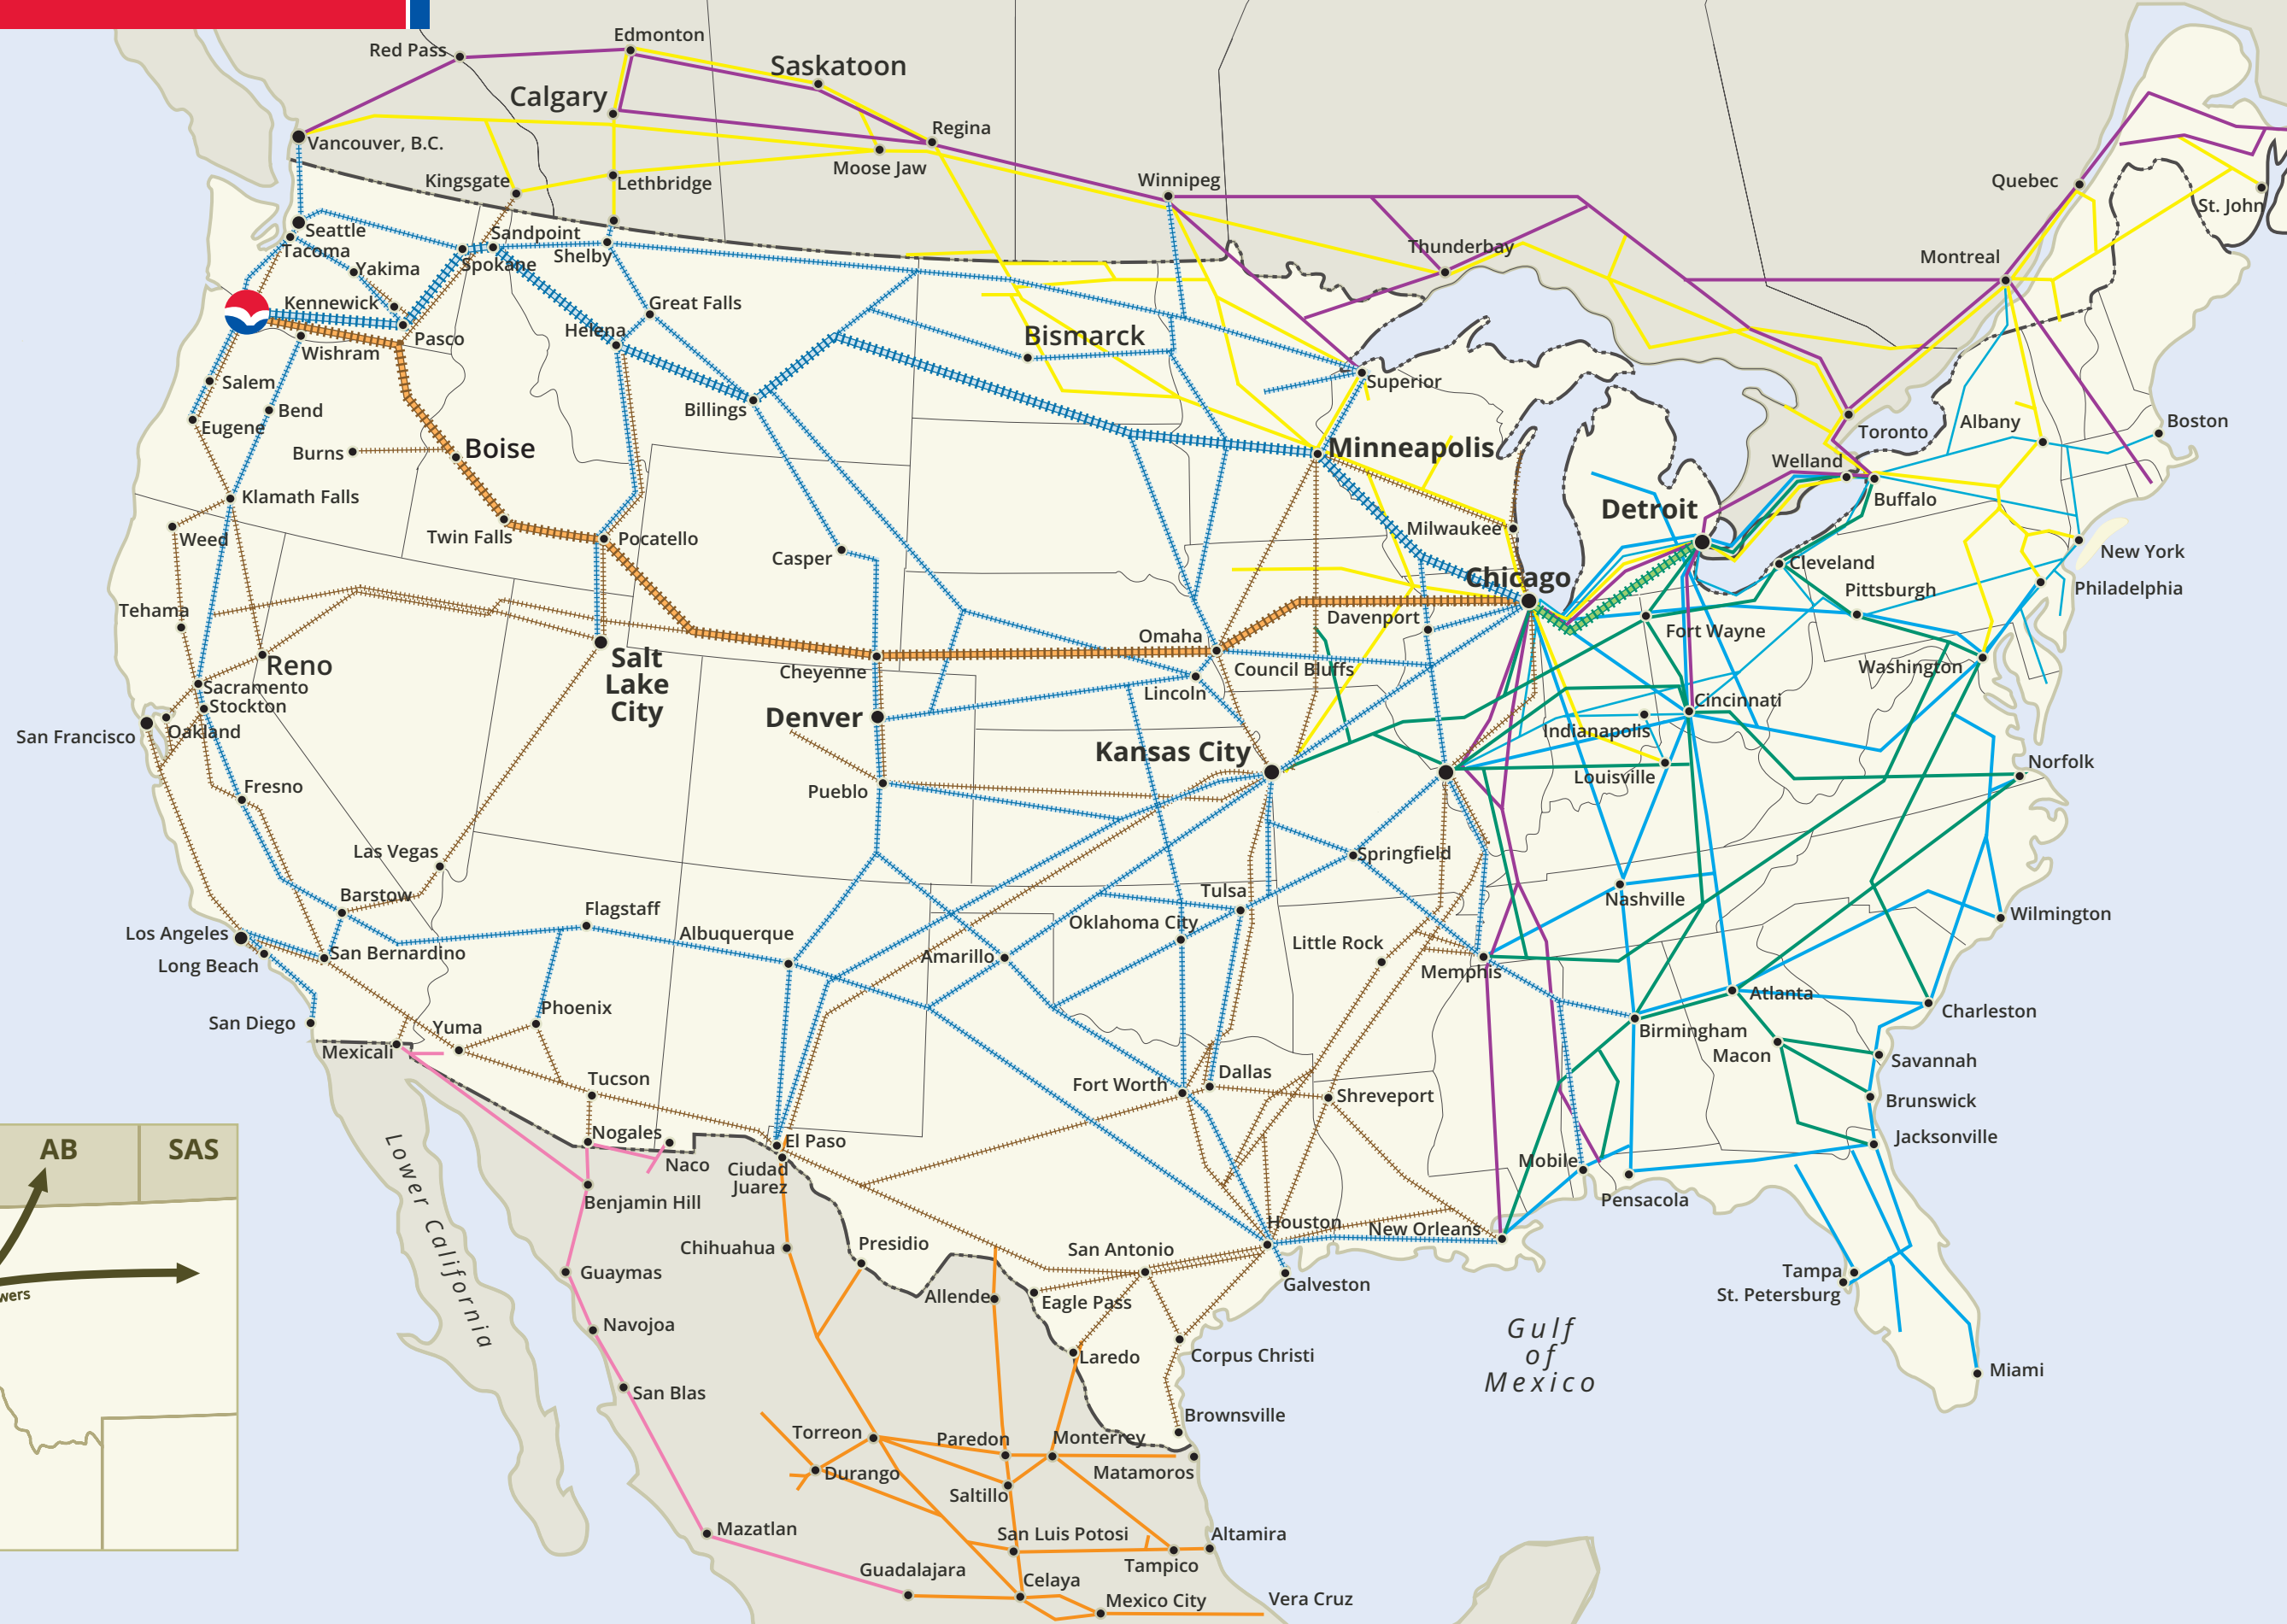 Red Pass
Edmonton
Saskatoon
Calgary
Vancouver, B.C.
Regina
Moose Jaw
Kingsgate
Lethbridge
Winnipeg
Quebec
St. John
Thunderbay
Montreal
Seattle
Tacoma
Sandpoint
Spokane
Shelby
Yakima
Kennewick
Great Falls
Helena
Pasco
Wishram
Bismarck
Salem
Superior
Bend
Billings
Eugene
Burns
Boise
Minneapolis
Toronto
Albany
Boston
Welland
Buffalo
Klamath Falls
Detroit
Weed
Twin Falls
Pocatello
Milwaukee
New York
Casper
Chicago
Cleveland
Pittsburgh
Philadelphia
Tehama
Davenport
Fort Wayne
Omaha
Reno
Salt
Lake
City
Cheyenne
Council Bluffs
Lincoln
Washington
Sacramento
Stockton
Oakland
San Francisco
Denver
Cincinnati
Indianapolis
Kansas City
Louisville
Norfolk
Fresno
Pueblo
Las Vegas
Springfield
Barstow
Tulsa
Nashville
Flagstaff
Wilmington
Los Angeles
Albuquerque
Oklahoma City
Long Beach
San Bernardino
Amarillo
Little Rock
Memphis
San Diego
Phoenix
Atlanta
Charleston
Yuma
Mexicali
Birmingham
Macon
Savannah
Tucson
Fort Worth
Dallas
Shreveport
Brunswick
AB
SAS
Nogales
Naco
El Paso
Ciudad
Juarez
Jacksonville
Mobile
Pensacola
Benjamin Hill
Lower California
Chihuahua
Presidio
San Antonio
Houston
New Orleans
Guaymas
Allende
Eagle Pass
Galveston
Tampa
St. Petersburg
wers
Navojoa
Laredo
Corpus Christi
Gulf
of
Mexico
Miami
San Blas
Brownsville
Torreon
Paredon
Monterrey
Matamoros
Durango
Saltillo
Mazatlan
San Luis Potosi
Altamira
Tampico
Guadalajara
Celaya
Mexico City
Vera Cruz